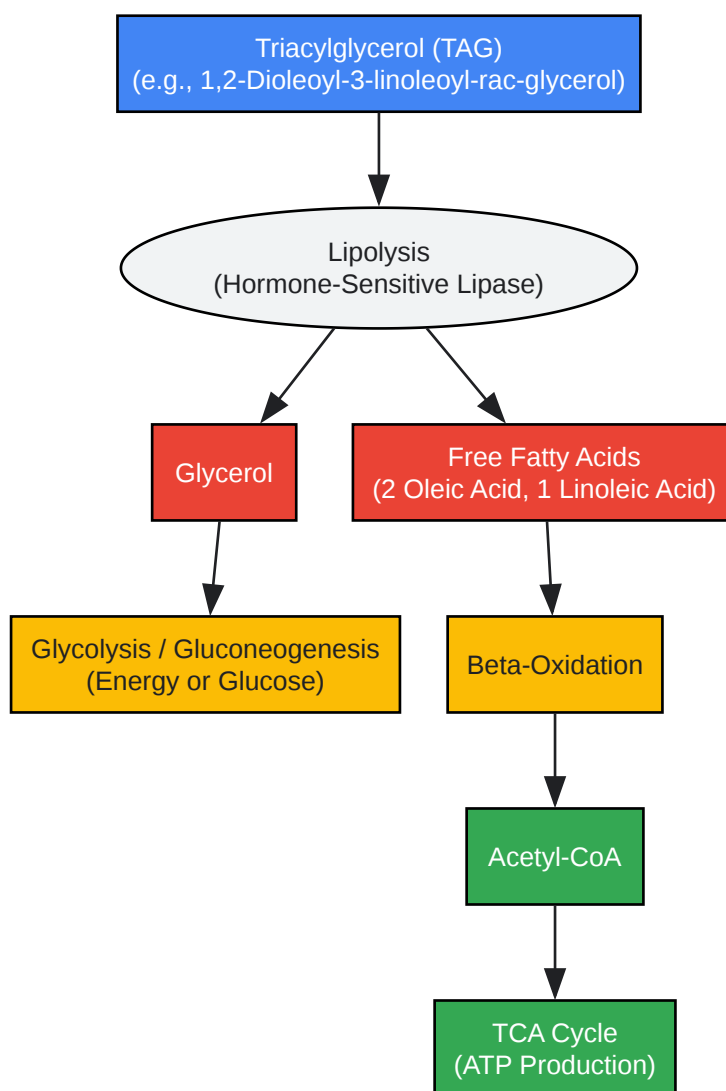 Triacylglycerol (TAG)
(e.g., 1,2-Dioleoyl-3-linoleoyl-rac-glycerol)
Lipolysis
(Hormone-Sensitive Lipase)
Glycerol
Free Fatty Acids
(2 Oleic Acid, 1 Linoleic Acid)
Glycolysis / Gluconeogenesis
(Energy or Glucose)
Beta-Oxidation
Acetyl-CoA
TCA Cycle
(ATP Production)